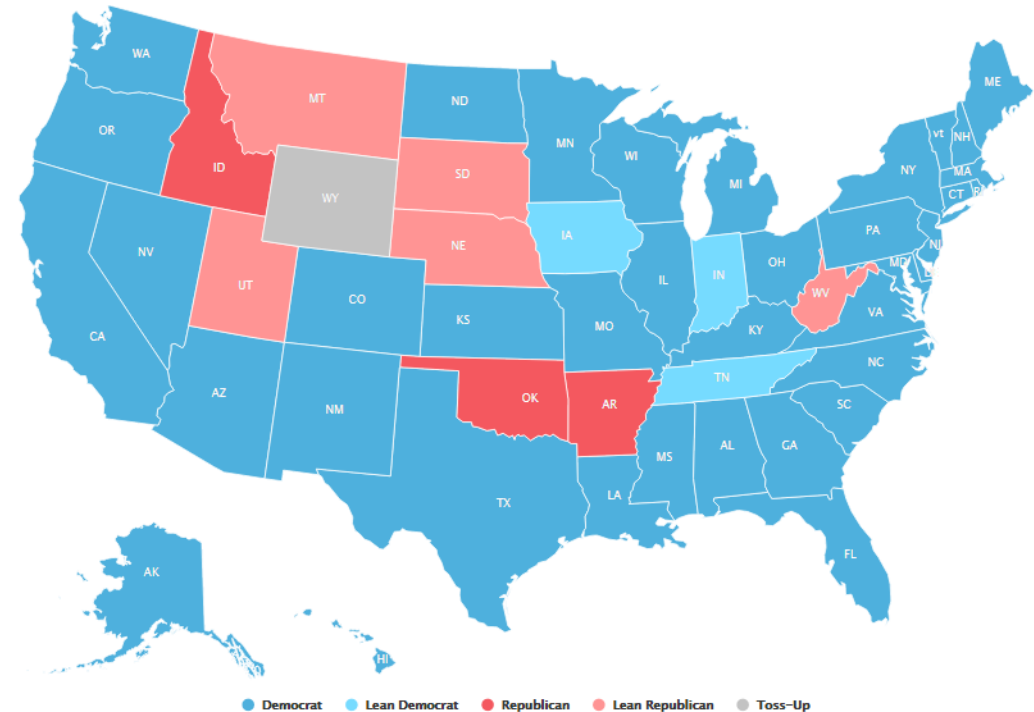 WA
MT
ND
ME
OR
ID
MN
vt
NH
WI
SD
MI
NY
MA
WY
CT
IA
PA
NE
NJ
NV
OH
MD
UT
IL
IN
WV
CO
VA
KS
MO
KY
CA
NC
TN
AZ
OK
AR
SC
NM
MS
AL
GA
TX
LA
FL
AK
HI
Democrat
Lean Democrat
Republican
Lean Republican
Toss-Up